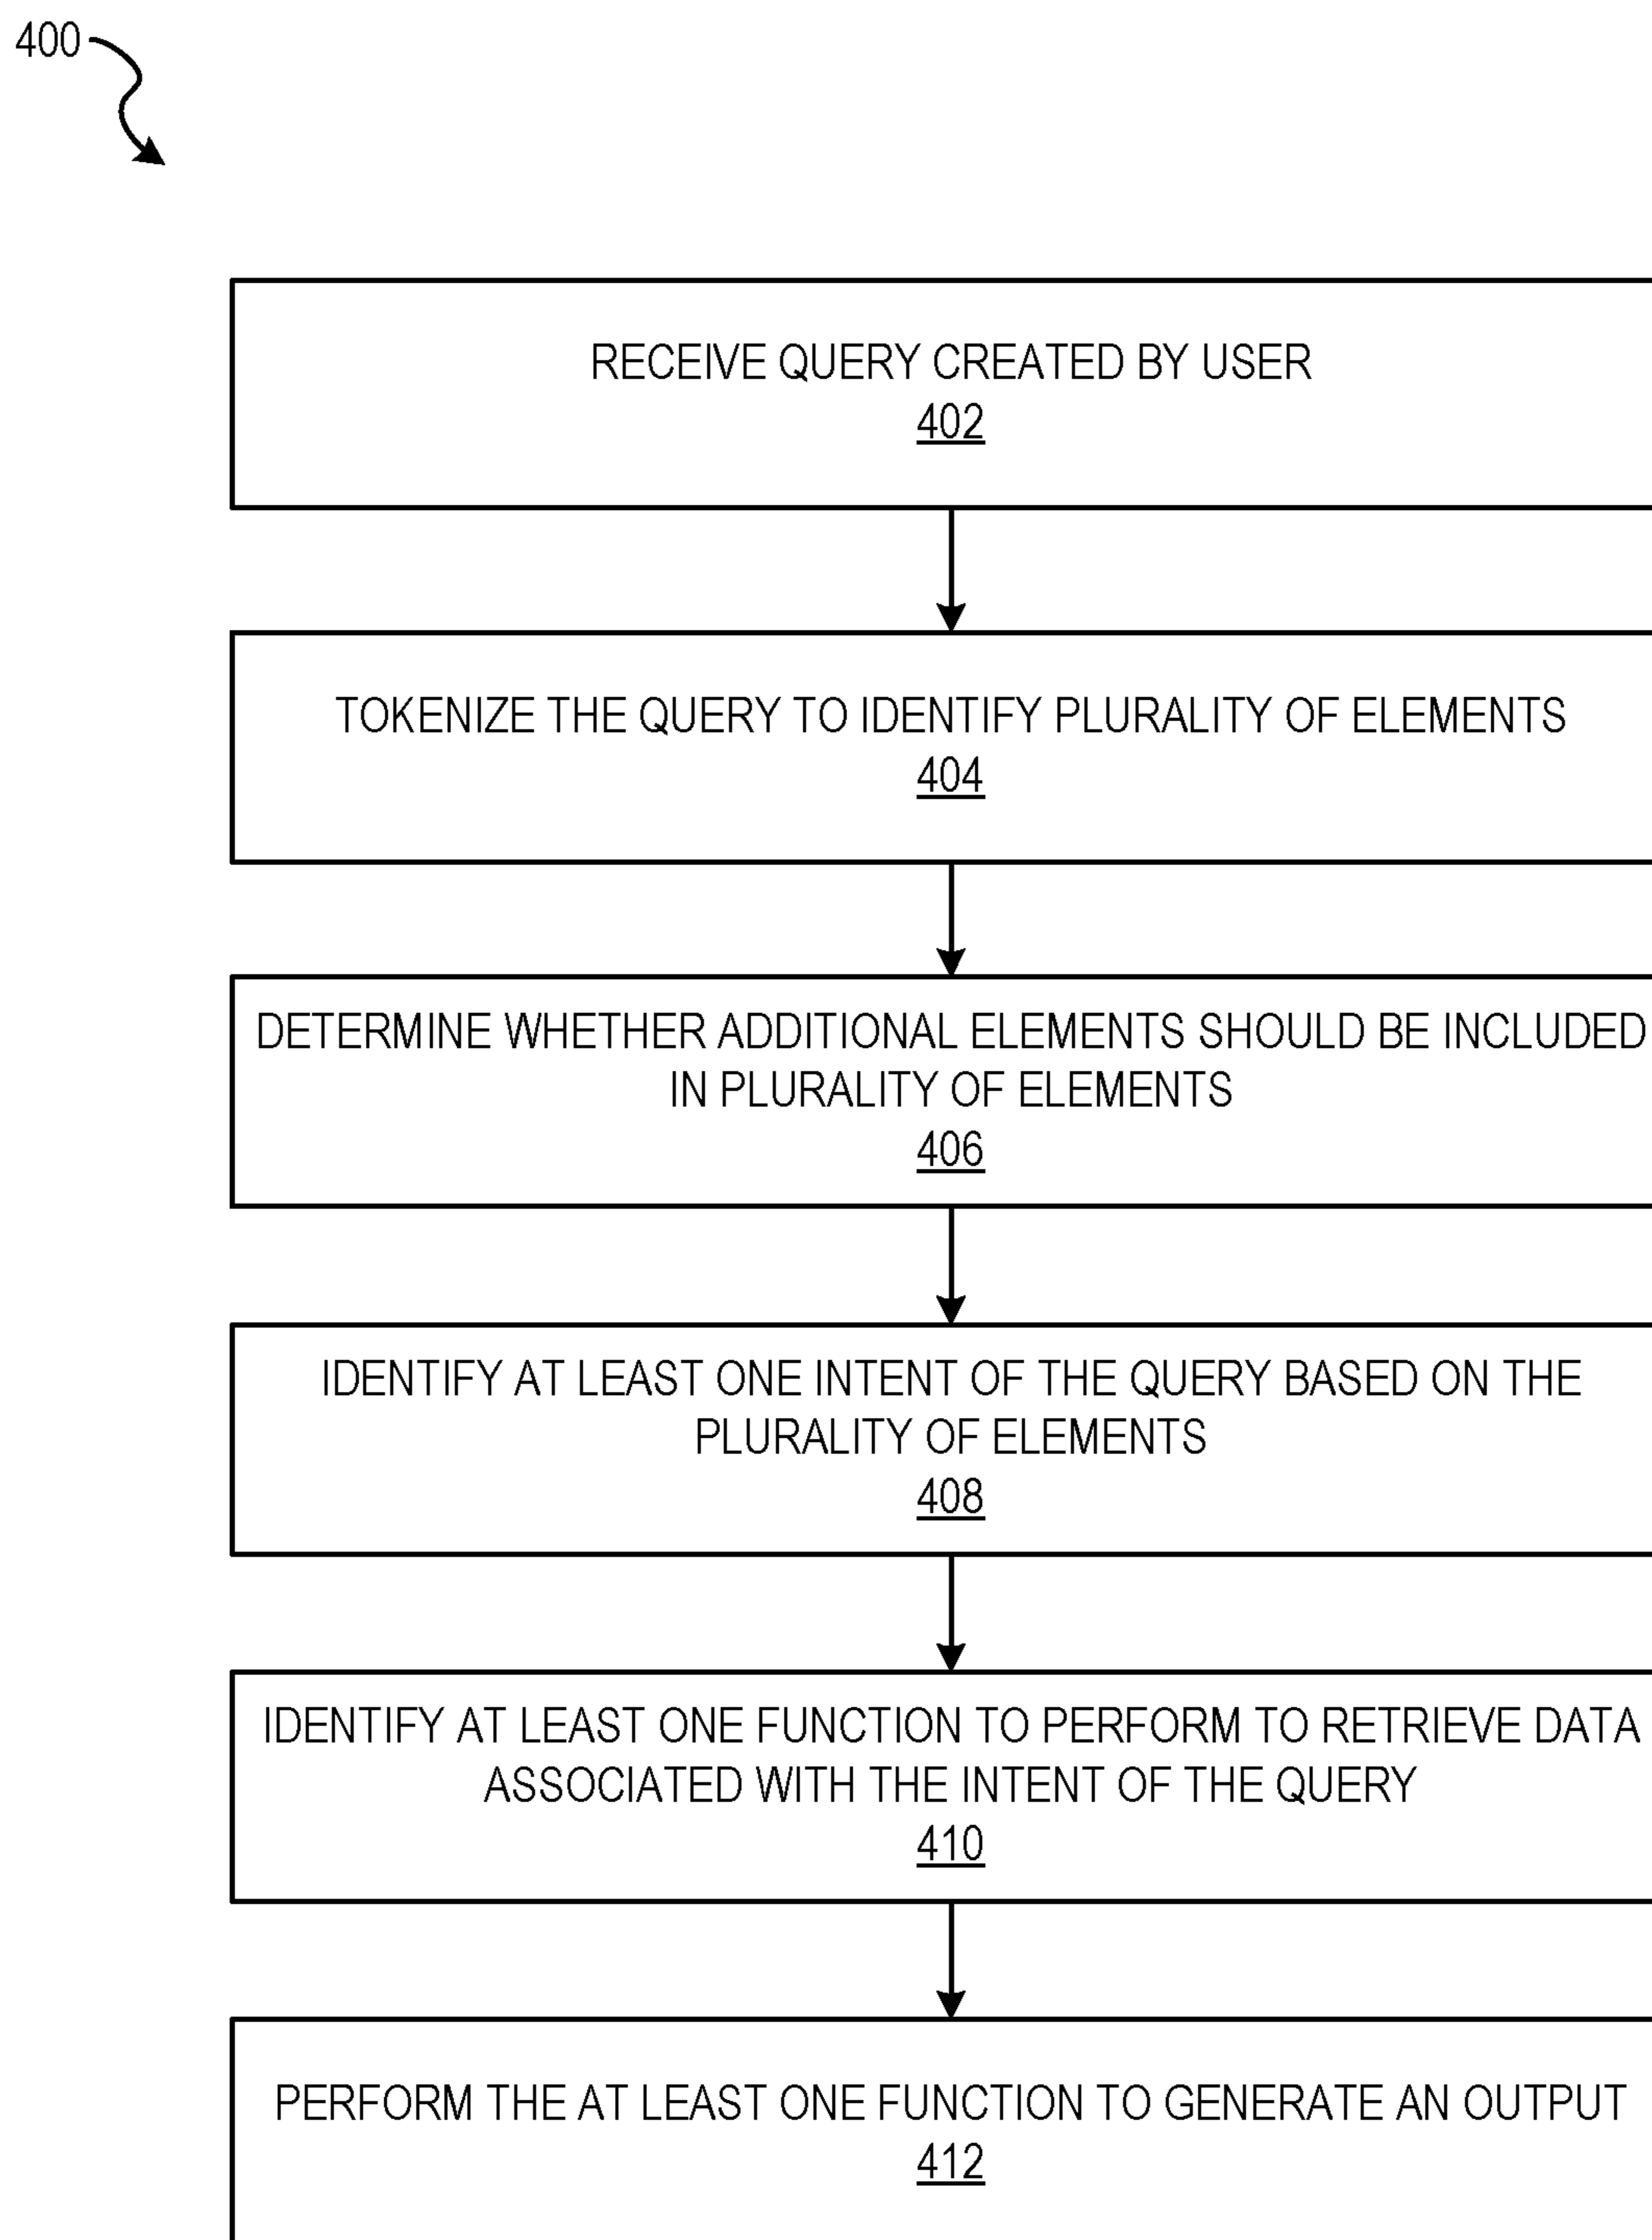 400
RECEIVE QUERY CREATED BY USER
402
TOKENIZE THE QUERY TO IDENTIFY PLURALITY OF ELEMENTS
404
DETERMINE WHETHER ADDITIONAL ELEMENTS SHOULD BE INCLUDED
IN PLURALITY OF ELEMENTS
406
IDENTIFY AT LEAST ONE INTENT OF THE QUERY BASED ON THE
PLURALITY OF ELEMENTS
408
IDENTIFY AT LEAST ONE FUNCTION TO PERFORM TO RETRIEVE DATA
ASSOCIATED WITH THE INTENT OF THE QUERY
410
PERFORM THE AT LEAST ONE FUNCTION TO GENERATE AN OUTPUT
412